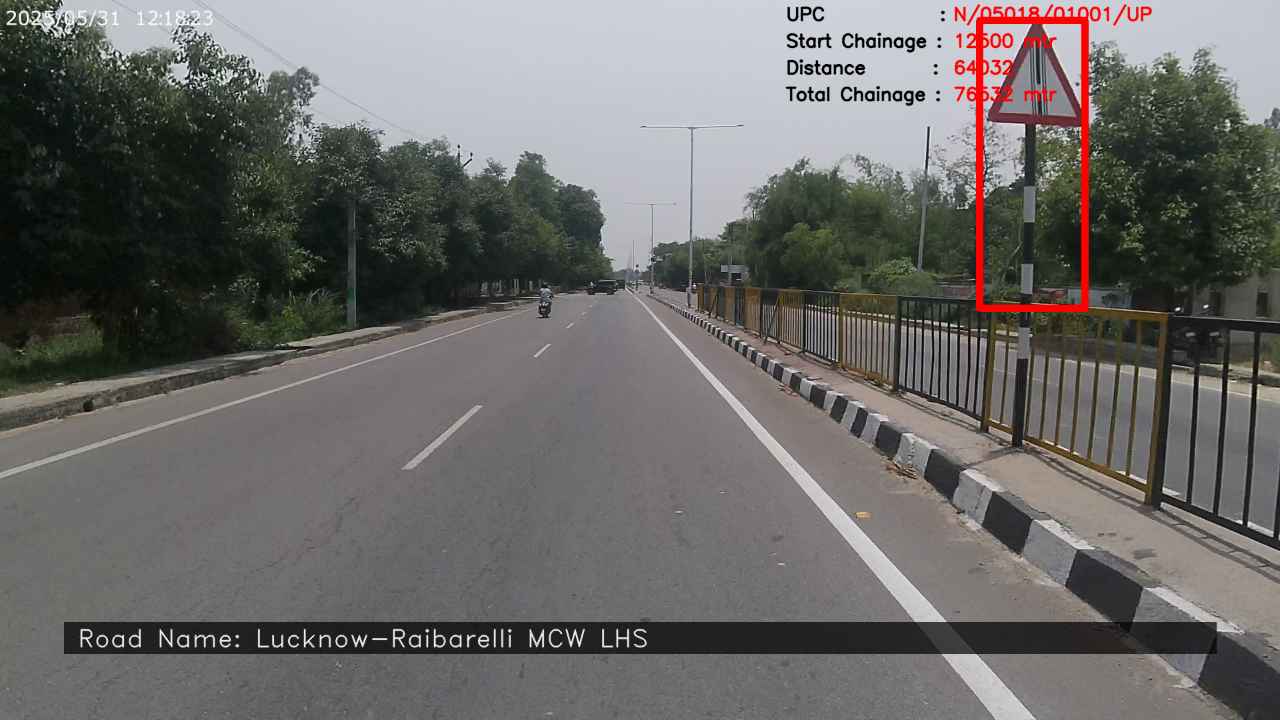 2025/05/31 12:18:23
UPC : N/05018/01001/UP
Start Chainage : 12500 mtr
Distance : 64032
Total Chainage : 76532 mtr
Road Name: Lucknow-Raibarelli MCW LHS